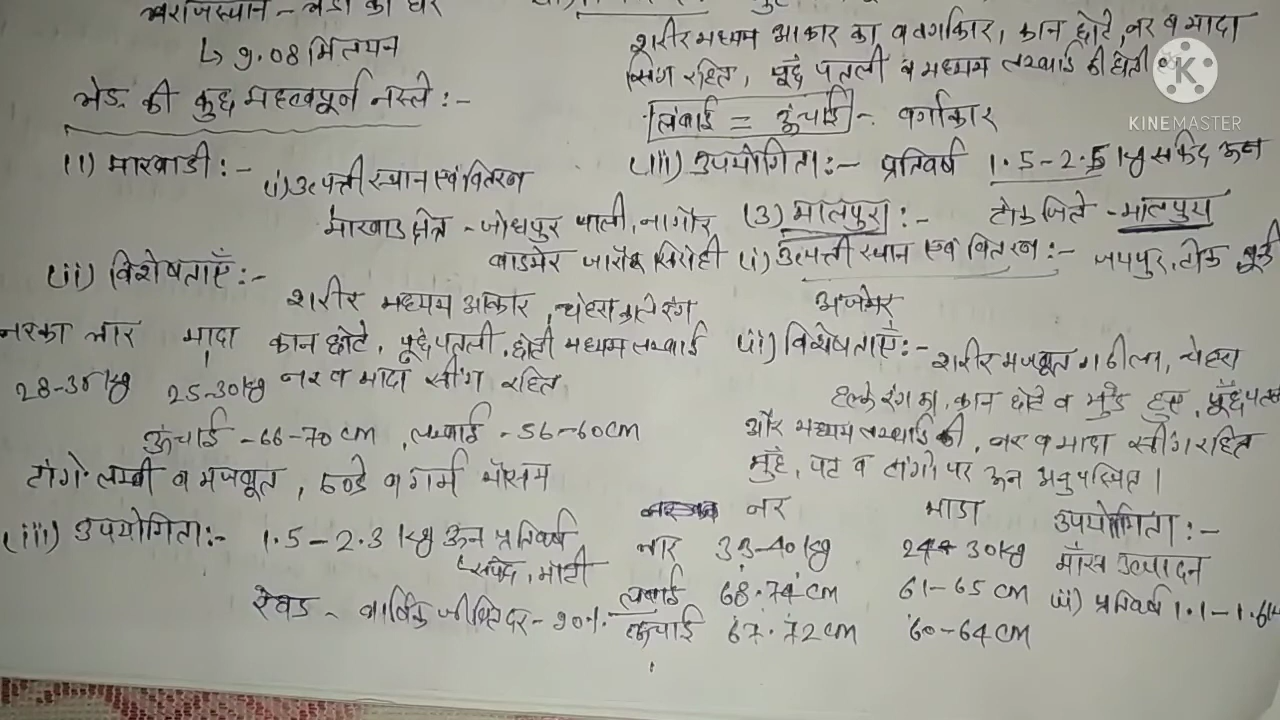 राजस्थान - भेडों का घर
↳ 9.08 मिलयन
भेड की कुछ महत्वपूर्ण नस्ले :-
(1) मारवाडी :-
(i) उत्पत्ती स्थान एवं वितरन
मारवाड क्षेत्र - जोधपुर पाली, नागौर
वाडमेर जालौर सिरोही
(ii) विशेषताएँ :-
शरीर मध्यम आकार, चेहरा काले रंग
नर का भार मादा कान छोटे, पूछँ पतली, छोटी मध्यम लम्बाई
28-35 kg 25-30 kg नर व मादा सींग रहित
ऊंचाई - 66-70 cm, लम्बाई - 56-60 cm
टांगे लम्बी व मजबूत, ठण्डे व गर्म मौसम
(iii) उपयोगिता :- 1.5-2.3 kg ऊन प्रतिवर्ष
सफेद, मोटी
रेवड - वार्षिक जीवित दर - 90%
शरीर मध्यम आकार का व वर्गाकार, कान छोटे, नर व मादा
सिंग रहित, पूछँ पतली व मध्यम लम्बाई की होती
लंबाई = ऊंचाई - वर्गाकार
(iii) उपयोगिता :- प्रतिवर्ष 1.5-2.5 kg सफेद ऊन
(3) मालपुरा :- टोंक जिले - मालपुरा
(i) उत्पत्ती स्थान एवं वितरन :- जयपुर, टोंक बूंदी
अजमेर
(ii) विशेषताएँ :- शरीर मजबूत गठीला, चेहरा
हल्के रंग का, कान छोटे व मुंडे हुए, पूछँ पतली
और मध्यम लम्बाई की, नर व मादा सींग रहित
मुहँ, पेट व टांगो पर ऊन अनुपस्थित ।
नर मादा
भार 33-40 kg 24-30 kg
लम्बाई 68.74 cm 61-65 cm
ऊंचाई 67.72 cm 60-64 cm
उपयोगिता :-
माँस उत्पादन
ii) प्रतिवर्ष 1.1-1.6
K
KINEMASTER